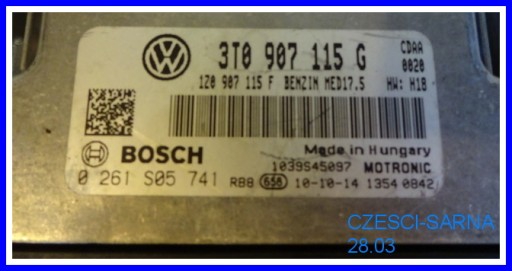 3T0 907 115 G CDAA
0020
1Z0 907 115 F BENZIN MED17.5 HW: H18
BOSCH Made in Hungary
1039S45097 MOTRONIC
0 261 S05 741 RB8 656 10-10-14 1354 0842
CZESCI-SARNA
28.03